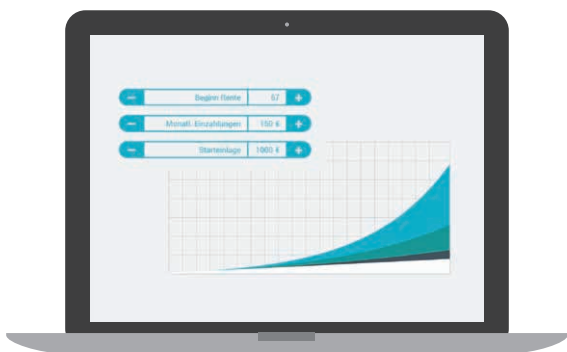 − Beginn Rente 67 +
− Monatl. Einzahlungen 150 € +
− Starteinlage 1000 € +